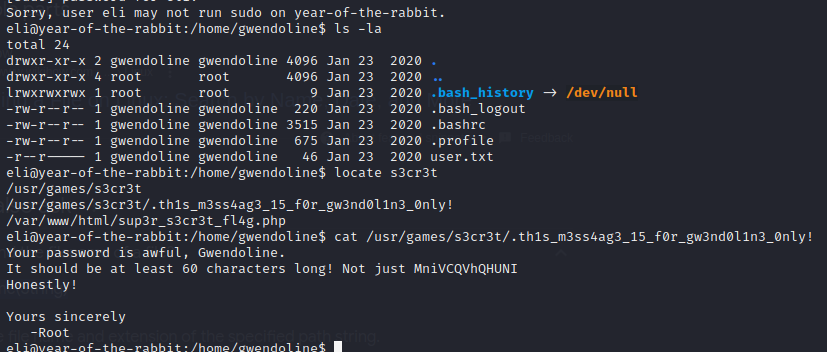 Sorry, user eli may not run sudo on year-of-the-rabbit.
eli@year-of-the-rabbit:/home/gwendoline$ ls -la
total 24
drwxr-xr-x 2 gwendoline gwendoline 4096 Jan 23  2020 .
drwxr-xr-x 4 root       root       4096 Jan 23  2020 ..
lrwxrwxrwx 1 root       root          9 Jan 23  2020 .bash_history -> /dev/null
-rw-r--r-- 1 gwendoline gwendoline  220 Jan 23  2020 .bash_logout
-rw-r--r-- 1 gwendoline gwendoline 3515 Jan 23  2020 .bashrc
-rw-r--r-- 1 gwendoline gwendoline  675 Jan 23  2020 .profile
-r--r----- 1 gwendoline gwendoline   46 Jan 23  2020 user.txt
eli@year-of-the-rabbit:/home/gwendoline$ locate s3cr3t
/usr/games/s3cr3t
/usr/games/s3cr3t/.th1s_m3ss4ag3_15_f0r_gw3nd0l1n3_0nly!
/var/www/html/sup3r_s3cr3t_fl4g.php
eli@year-of-the-rabbit:/home/gwendoline$ cat /usr/games/s3cr3t/.th1s_m3ss4ag3_15_f0r_gw3nd0l1n3_0nly!
Your password is awful, Gwendoline.
It should be at least 60 characters long! Not just MniVCQVhQHUNI
Honestly!
Yours sincerely
   -Root
eli@year-of-the-rabbit:/home/gwendoline$